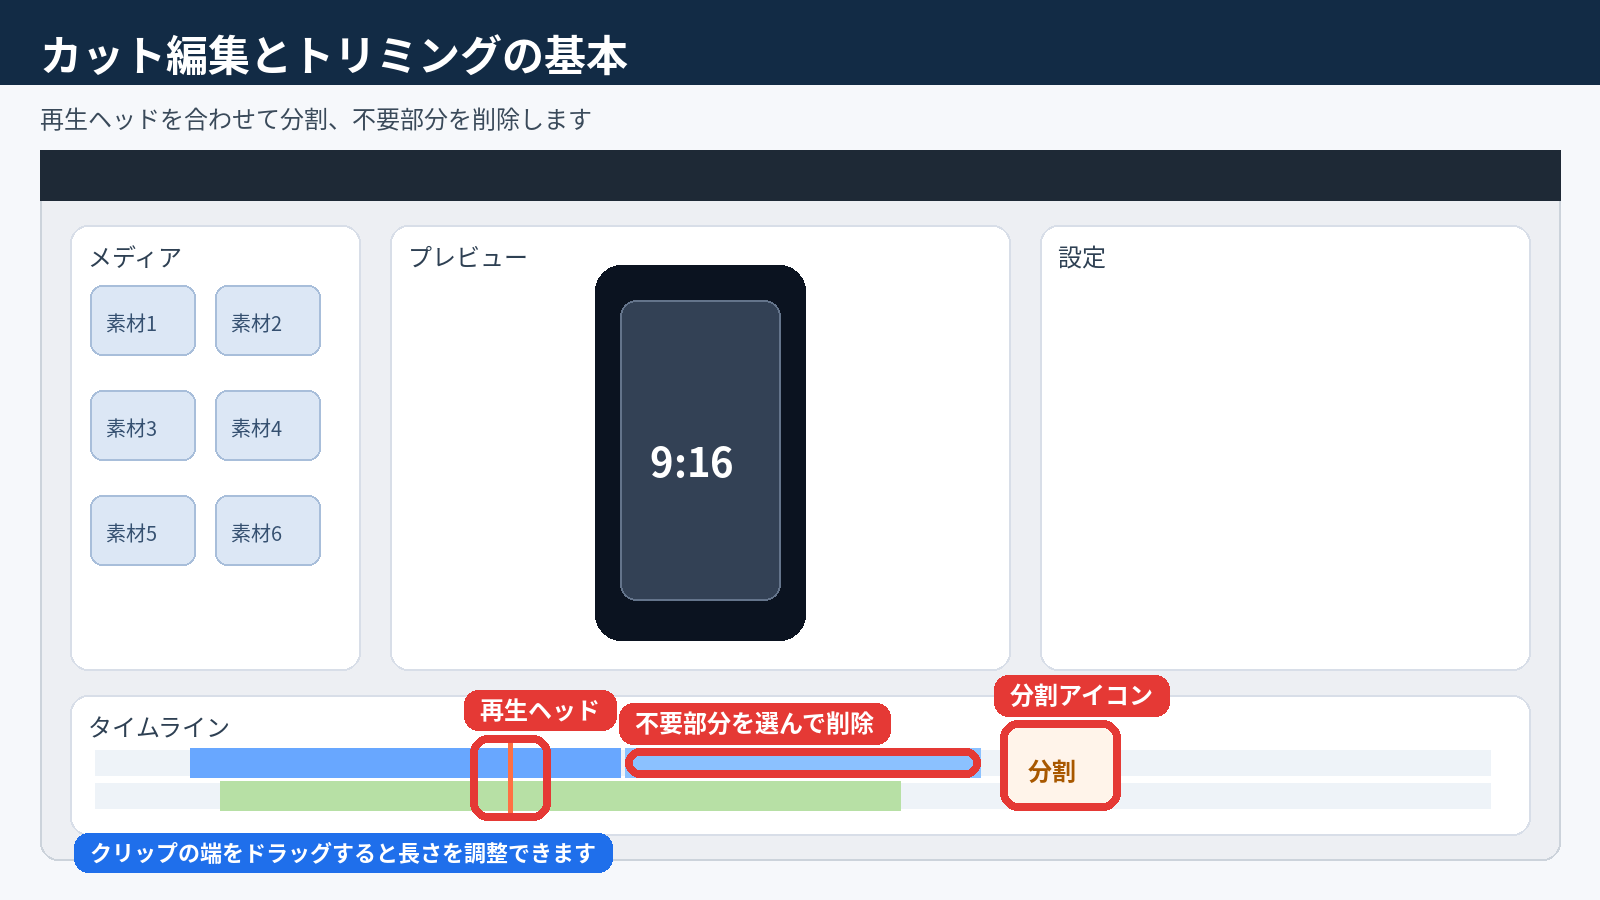 カット編集とトリミングの基本
再生ヘッドを合わせて分割、不要部分を削除します
メディア
素材1
素材2
素材3
素材4
素材5
素材6
プレビュー
9:16
設定
タイムライン
再生ヘッド
不要部分を選んで削除
分割アイコン
分割
クリップの端をドラッグすると長さを調整できます